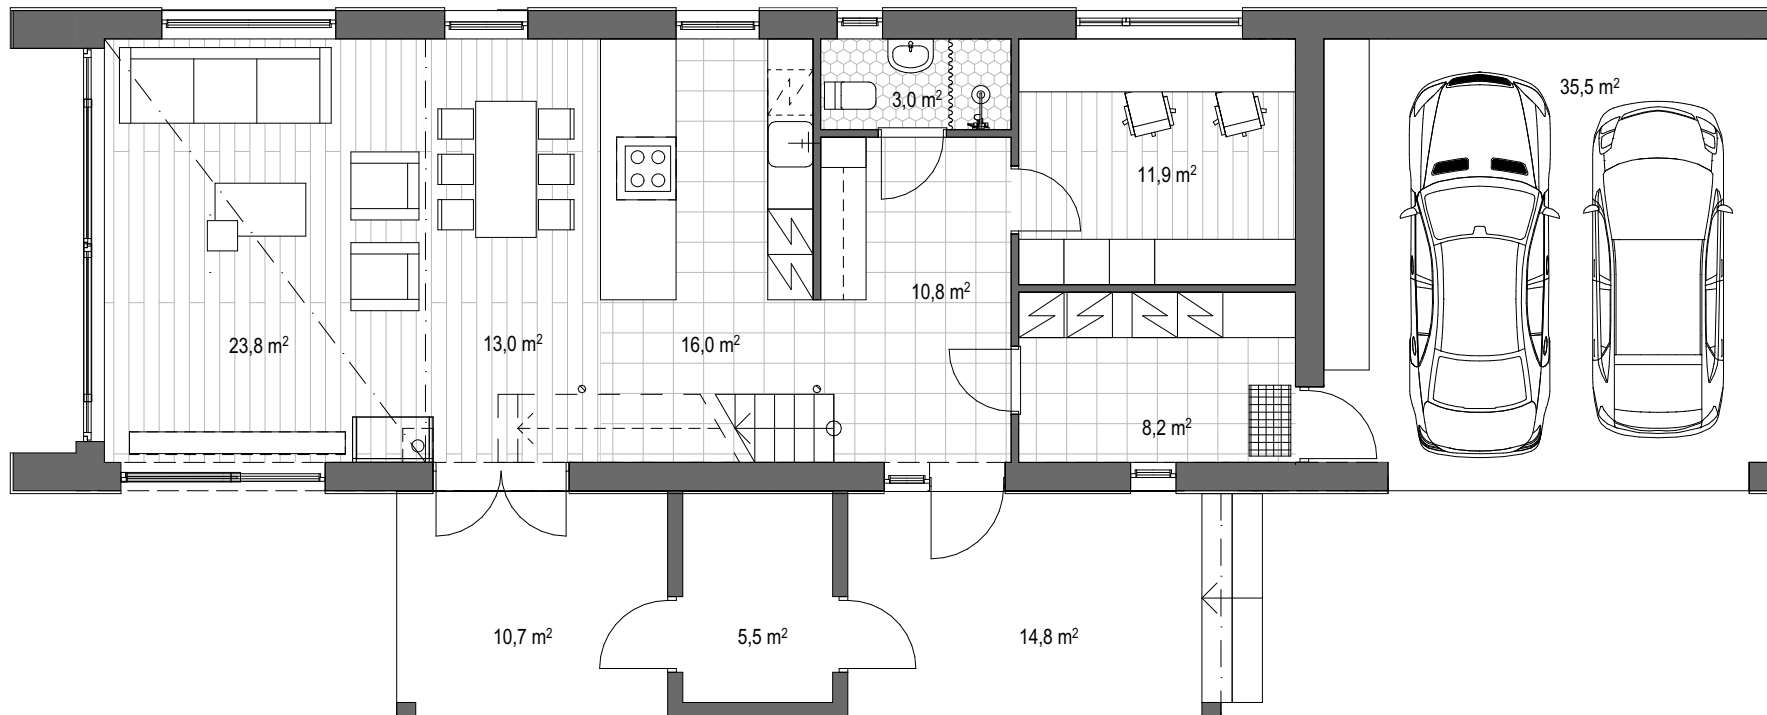 35,5 m²
3,0 m²
11,9 m²
10,8 m²
23,8 m²
13,0 m²
16,0 m²
8,2 m²
10,7 m²
5,5 m²
14,8 m²